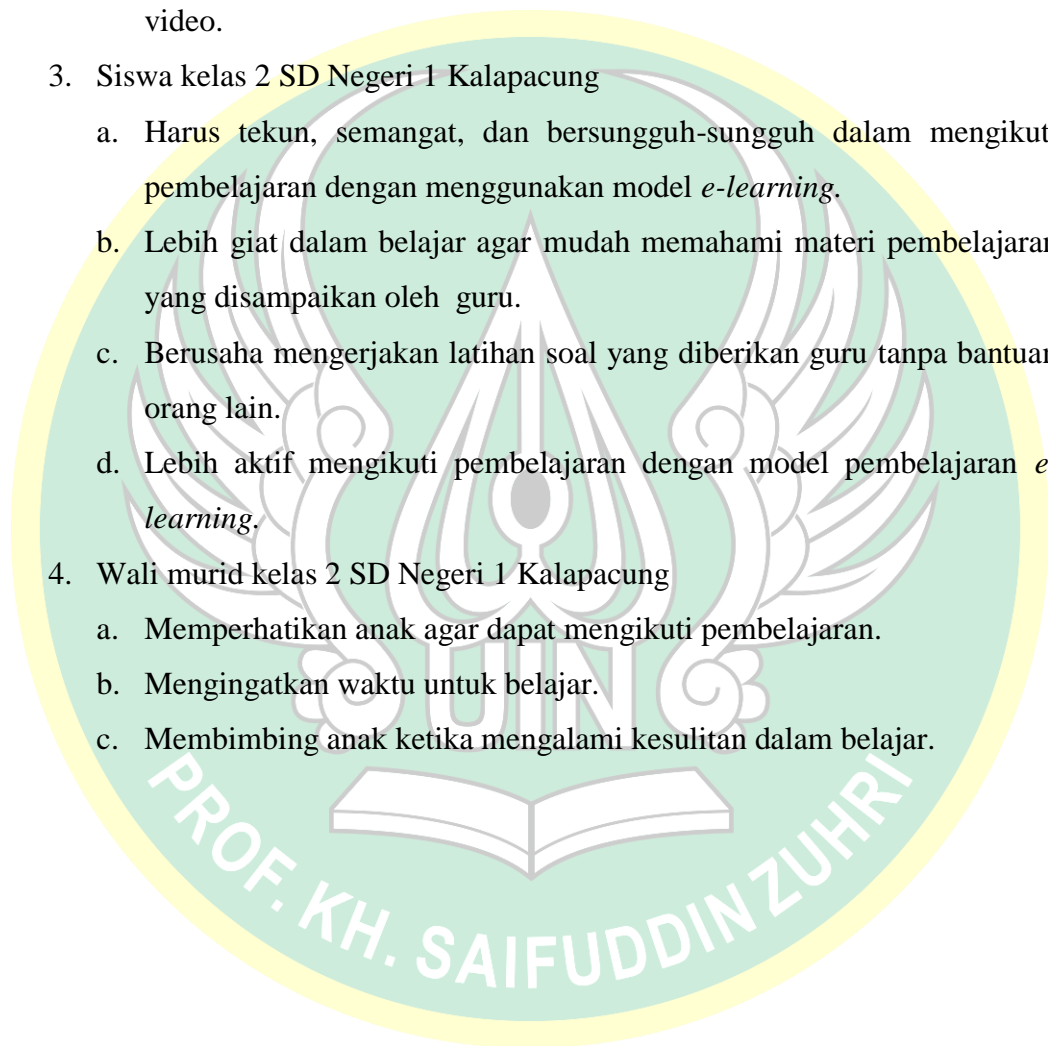 video.
3. Siswa kelas 2 SD Negeri 1 Kalapacung
a. Harus tekun, semangat, dan bersungguh-sungguh dalam mengikut
pembelajaran dengan menggunakan model e-learning.
b. Lebih giat dalam belajar agar mudah memahami materi pembelajaran
yang disampaikan oleh guru.
c. Berusaha mengerjakan latihan soal yang diberikan guru tanpa bantuan
orang lain.
d. Lebih aktif mengikuti pembelajaran dengan model pembelajaran e
learning.
4. Wali murid kelas 2 SD Negeri 1 Kalapacung
a. Memperhatikan anak agar dapat mengikuti pembelajaran.
b. Mengingatkan waktu untuk belajar.
c. Membimbing anak ketika mengalami kesulitan dalam belajar.
UIN
PROF. KH. SAIFUDDIN ZUHRI